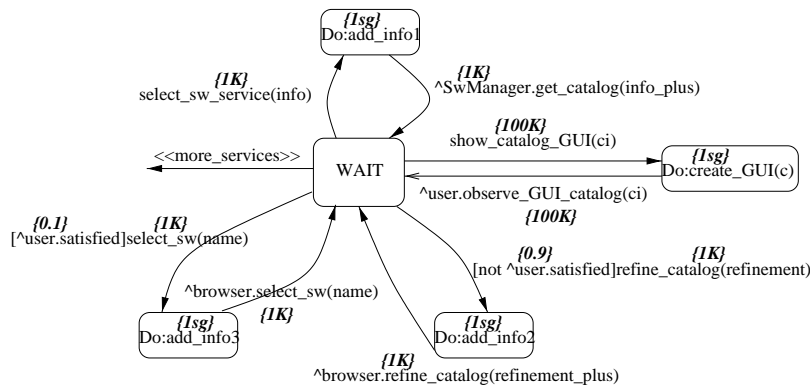 {1sg}
Do:add_info1
{1K}
select_sw_service(info)
{1K}
^SwManager.get_catalog(info_plus)
{100K}
show_catalog_GUI(ci)
<<more_services>>
WAIT
{1sg}
Do:create_GUI(c)
^user.observe_GUI_catalog(ci)
{100K}
{0.1} {1K}
[^user.satisfied]select_sw(name)
{0.9} {1K}
[not ^user.satisfied]refine_catalog(refinement)
^browser.select_sw(name)
{1K}
{1sg}
Do:add_info3
{1sg}
Do:add_info2
{1K}
^browser.refine_catalog(refinement_plus)